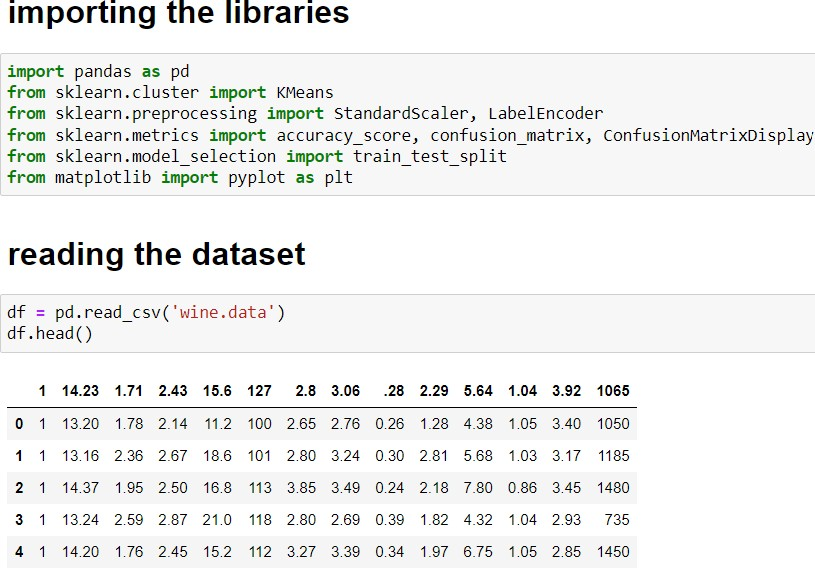 importing the libraries
import pandas as pd
from sklearn.cluster import KMeans
from sklearn.preprocessing import StandardScaler, LabelEncoder
from sklearn.metrics import accuracy_score, confusion_matrix, ConfusionMatrixDisplay
from sklearn.model_selection import train_test_split
from matplotlib import pyplot as plt
reading the dataset
df = pd.read_csv('wine.data')
df.head()
1 14.23 1.71 2.43 15.6 127 2.8 3.06 .28 2.29 5.64 1.04 3.92 1065
0 1 13.20 1.78 2.14 11.2 100 2.65 2.76 0.26 1.28 4.38 1.05 3.40 1050
1 1 13.16 2.36 2.67 18.6 101 2.80 3.24 0.30 2.81 5.68 1.03 3.17 1185
2 1 14.37 1.95 2.50 16.8 113 3.85 3.49 0.24 2.18 7.80 0.86 3.45 1480
3 1 13.24 2.59 2.87 21.0 118 2.80 2.69 0.39 1.82 4.32 1.04 2.93 735
4 1 14.20 1.76 2.45 15.2 112 3.27 3.39 0.34 1.97 6.75 1.05 2.85 1450